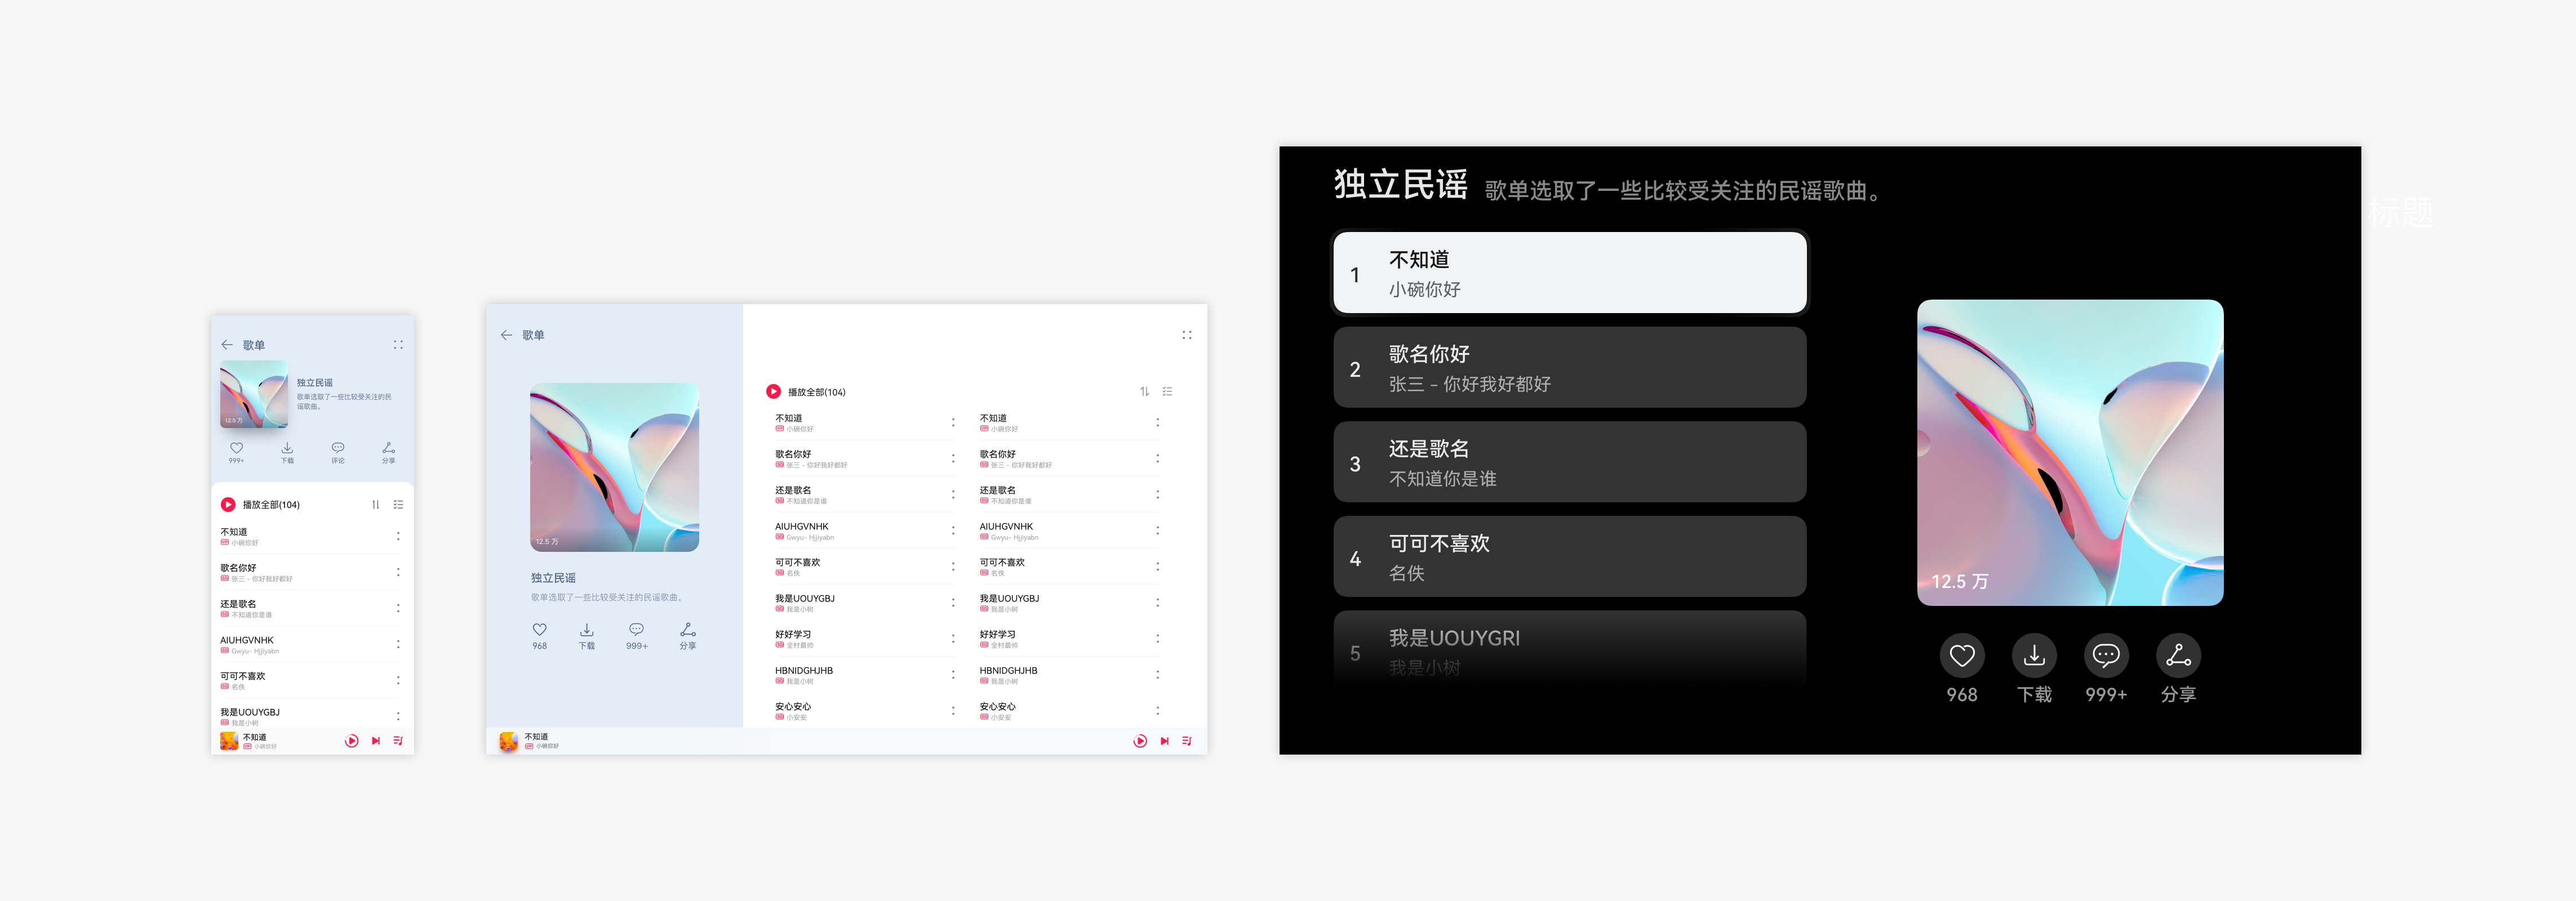 歌单
独立民谣
歌单选取了一些比较受关注的民
谣歌曲。
12.5 万
999+ 下载 评论 分享
播放全部(104)
不知道
小碗你好
歌名你好
张三 - 你好我好都好
还是歌名
不知道你是谁
AIUHGVNHK
Gwyu- Hjjiyabn
可可不喜欢
名佚
我是UOUYGBJ
我是小树
不知道
小碗你好
歌单
12.5 万
独立民谣
歌单选取了一些比较受关注的民谣歌曲。
968 下载 999+ 分享
播放全部(104)
不知道 不知道
小碗你好 小碗你好
歌名你好 歌名你好
张三 - 你好我好都好 张三 - 你好我好都好
还是歌名 还是歌名
不知道你是谁 不知道你是谁
AIUHGVNHK AIUHGVNHK
Gwyu- Hjjiyabn Gwyu- Hjjiyabn
可可不喜欢 可可不喜欢
名佚 名佚
我是UOUYGBJ 我是UOUYGBJ
我是小树 我是小树
好好学习 好好学习
全村最帅 全村最帅
HBNIDGHJHB HBNIDGHJHB
我是小树 我是小树
安心安心 安心安心
小安安 小安安
不知道
小碗你好
独立民谣 歌单选取了一些比较受关注的民谣歌曲。
标题
1 不知道
小碗你好
2 歌名你好
张三 - 你好我好都好
3 还是歌名
不知道你是谁
4 可可不喜欢
名佚
5 我是UOUYGRI
我是小树
12.5 万
968 下载 999+ 分享